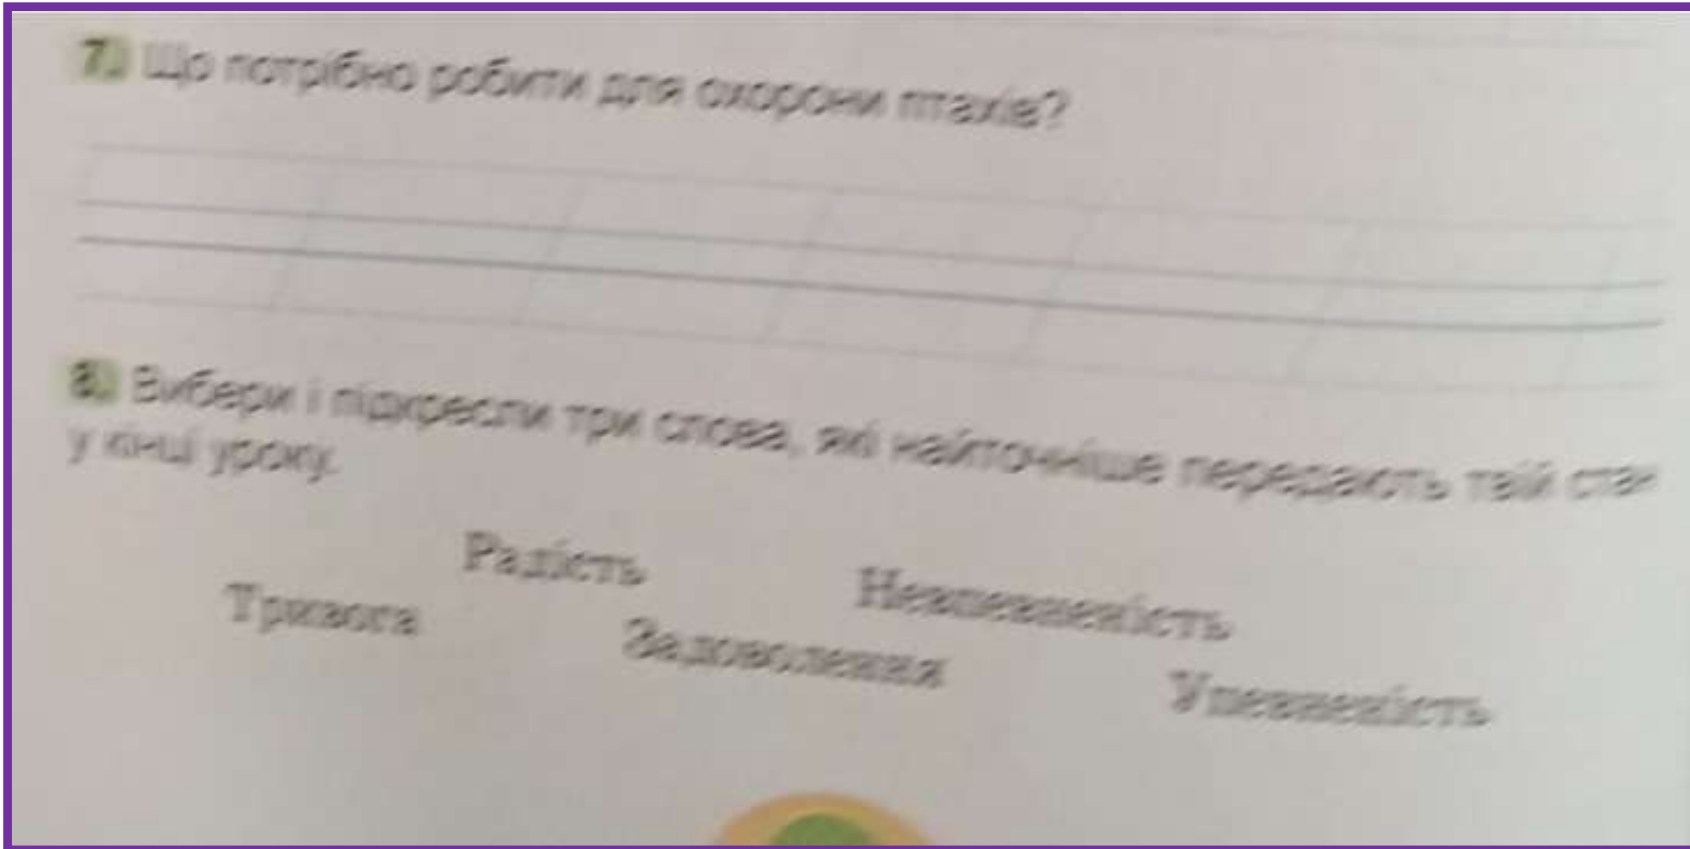 7. Що потрібно робити для охорони птахів?
8. Вибери і підкресли три слова, які найточніше передають твій стан
у кінці уроку.
Радість
Невпевненість
Тривога
Задоволення
Упевненість